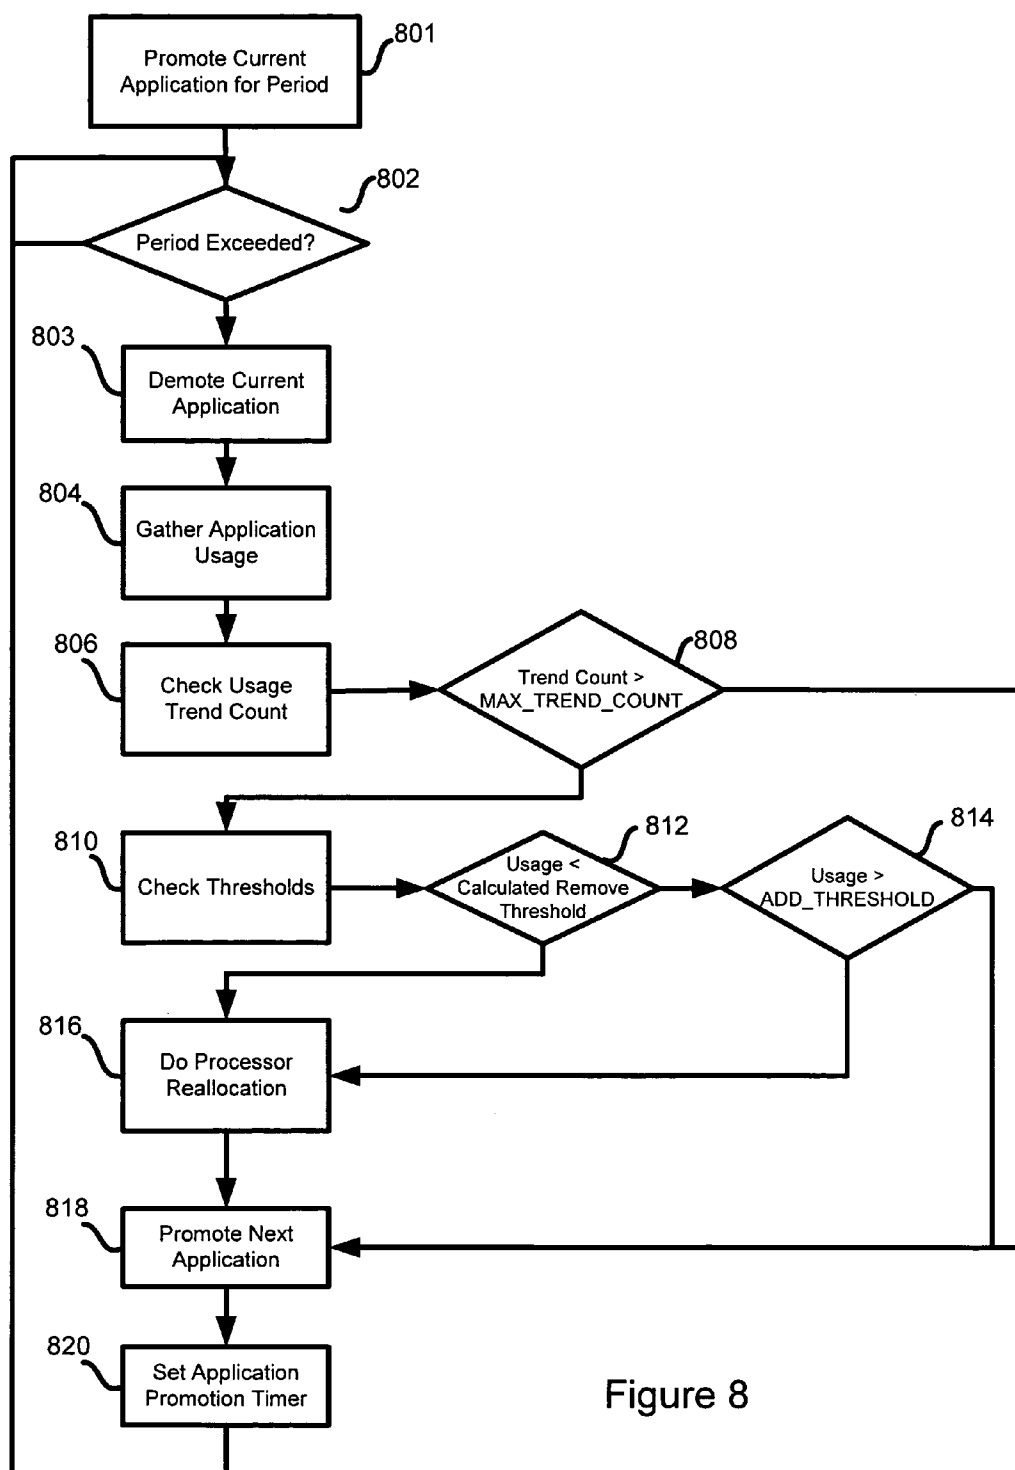 801
Promote Current
Application for Period
802
Period Exceeded?
803
Demote Current
Application
804
Gather Application
Usage
806
Check Usage
Trend Count
808
Trend Count >
MAX_TREND_COUNT
810
Check Thresholds
812
Usage <
Calculated Remove
Threshold
814
Usage >
ADD_THRESHOLD
816
Do Processor
Reallocation
818
Promote Next
Application
820
Set Application
Promotion Timer
Figure 8